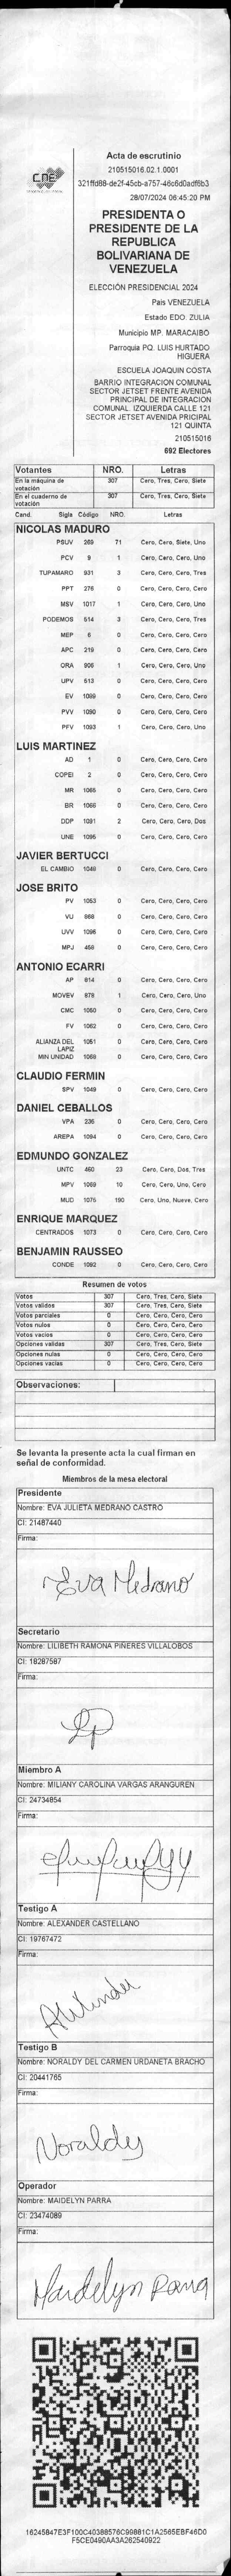 CNE
Acta de escrutinio
210515016.02.1.0001
321ffd88-de2f-45cb-a757-46c6d0adf6b3
28/07/2024 06:45:20 PM
PRESIDENTA O
PRESIDENTE DE LA
REPUBLICA
BOLIVARIANA DE
VENEZUELA
ELECCIÓN PRESIDENCIAL 2024
Pais VENEZUELA
Estado EDO. ZULIA
Municipio MP. MARACAIBO
Parroquia PQ. LUIS HURTADO
HIGUERA
ESCUELA JOAQUIN COSTA
BARRIO INTEGRACION COMUNAL
SECTOR JETSET FRENTE AVENIDA
PRINCIPAL DE INTEGRACION
COMUNAL. IZQUIERDA CALLE 121
SECTOR JETSET AVENIDA PRICIPAL
121 QUINTA
210515016
692 Electores
Votantes NRO. Letras
En la máquina de votación 307 Cero, Tres, Cero, Siete
En el cuaderno de votación 307 Cero, Tres, Cero, Siete
Cand. Sigla Código NRO. Letras
NICOLAS MADURO
PSUV 269 71 Cero, Cero, Siete, Uno
PCV 9 1 Cero, Cero, Cero, Uno
TUPAMARO 931 3 Cero, Cero, Cero, Tres
PPT 276 0 Cero, Cero, Cero, Cero
MSV 1017 1 Cero, Cero, Cero, Uno
PODEMOS 514 3 Cero, Cero, Cero, Tres
MEP 6 0 Cero, Cero, Cero, Cero
APC 219 0 Cero, Cero, Cero, Cero
ORA 906 1 Cero, Cero, Cero, Uno
UPV 513 0 Cero, Cero, Cero, Cero
EV 1089 0 Cero, Cero, Cero, Cero
PVV 1090 0 Cero, Cero, Cero, Cero
PFV 1093 1 Cero, Cero, Cero, Uno
LUIS MARTINEZ
AD 1 0 Cero, Cero, Cero, Cero
COPEI 2 0 Cero, Cero, Cero, Cero
MR 1065 0 Cero, Cero, Cero, Cero
BR 1066 0 Cero, Cero, Cero, Cero
DDP 1091 2 Cero, Cero, Cero, Dos
UNE 1095 0 Cero, Cero, Cero, Cero
JAVIER BERTUCCI
EL CAMBIO 1048 0 Cero, Cero, Cero, Cero
JOSE BRITO
PV 1053 0 Cero, Cero, Cero, Cero
VU 868 0 Cero, Cero, Cero, Cero
UVV 1096 0 Cero, Cero, Cero, Cero
MPJ 456 0 Cero, Cero, Cero, Cero
ANTONIO ECARRI
AP 814 0 Cero, Cero, Cero, Cero
MOVEV 879 1 Cero, Cero, Cero, Uno
CMC 1050 0 Cero, Cero, Cero, Cero
FV 1062 0 Cero, Cero, Cero, Cero
ALIANZA DEL LAPIZ 1051 0 Cero, Cero, Cero, Cero
MIN UNIDAD 1068 0 Cero, Cero, Cero, Cero
CLAUDIO FERMIN
SPV 1049 0 Cero, Cero, Cero, Cero
DANIEL CEBALLOS
VPA 236 0 Cero, Cero, Cero, Cero
AREPA 1094 0 Cero, Cero, Cero, Cero
EDMUNDO GONZALEZ
UNTC 460 23 Cero, Cero, Dos, Tres
MPV 1069 10 Cero, Cero, Uno, Cero
MUD 1076 190 Cero, Uno, Nueve, Cero
ENRIQUE MARQUEZ
CENTRADOS 1073 0 Cero, Cero, Cero, Cero
BENJAMIN RAUSSEO
CONDE 1092 0 Cero, Cero, Cero, Cero
Resumen de votos
Votos 307 Cero, Tres, Cero, Siete
Votos validos 307 Cero, Tres, Cero, Siete
Votos parciales 0 Cero, Cero, Cero, Cero
Votos nulos 0 Cero, Cero, Cero, Cero
Votos vacios 0 Cero, Cero, Cero, Cero
Opciones validas 307 Cero, Tres, Cero, Siete
Opciones nulas 0 Cero, Cero, Cero, Cero
Opciones vacias 0 Cero, Cero, Cero, Cero
Observaciones:
Se levanta la presente acta la cual firman en
señal de conformidad.
Miembros de la mesa electoral
Presidente
Nombre: EVA JULIETA MEDRANO CASTRO
CI: 21487440
Firma:
Eva Medrano
Secretario
Nombre: LILIBETH RAMONA PIÑERES VILLALOBOS
CI: 18287587
Firma:
Miembro A
Nombre: MILIANY CAROLINA VARGAS ARANGUREN
CI: 24734854
Firma:
Testigo A
Nombre: ALEXANDER CASTELLANO
CI: 19767472
Firma:
Testigo B
Nombre: NORALDY DEL CARMEN URDANETA BRACHO
CI: 20441765
Firma:
Noraldy
Operador
Nombre: MAIDELYN PARRA
CI: 23474089
Firma:
Maidelyn Parra
16245847E3F100C40388576C99881C1A2565EBF46D0
F5CE0490AA3A262540922